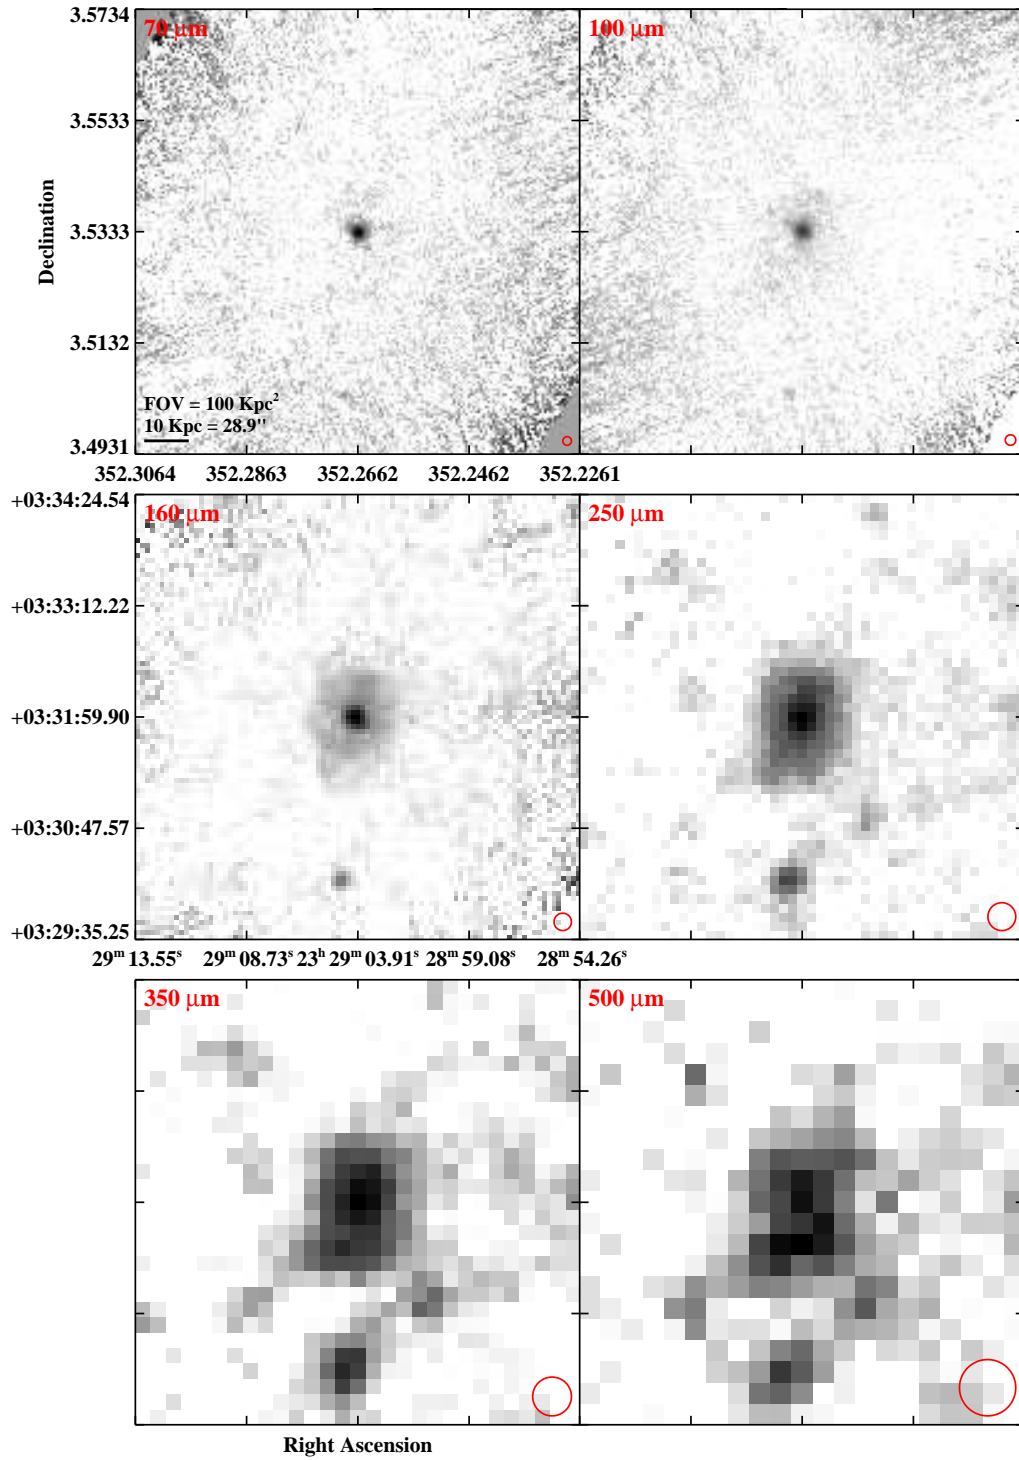 3.5734
70 μm
100 μm
3.5533
Declination
3.5333
3.5132
FOV = 100 Kpc²
10 Kpc = 28.9"
3.4931
352.3064 352.2863 352.2662 352.2462 352.2261
+03:34:24.54
160 μm
250 μm
+03:33:12.22
+03:31:59.90
+03:30:47.57
+03:29:35.25
29ᵐ 13.55ˢ 29ᵐ 08.73ˢ 23ʰ 29ᵐ 03.91ˢ 28ᵐ 59.08ˢ 28ᵐ 54.26ˢ
350 μm
500 μm
Right Ascension